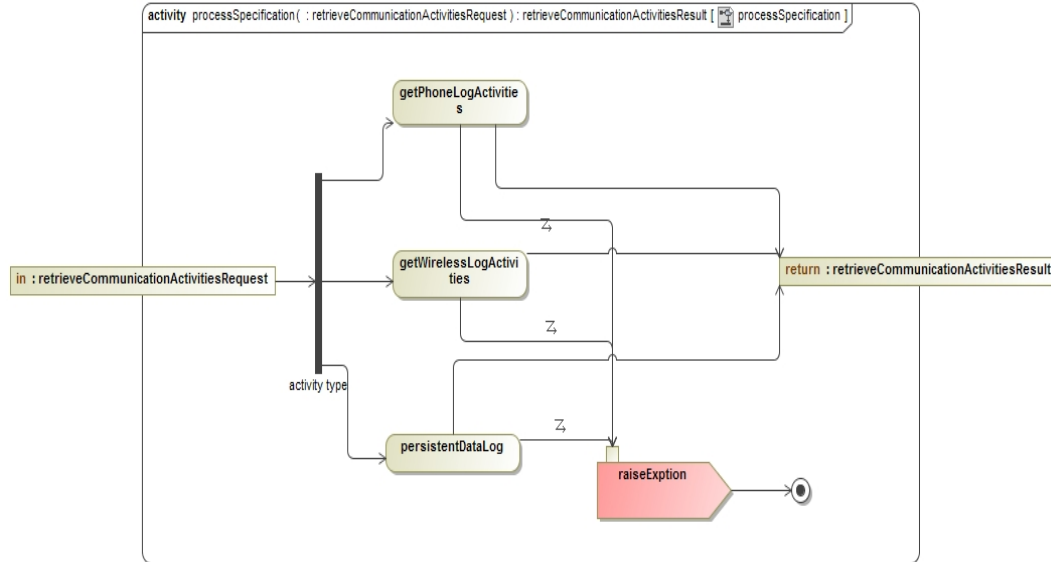 activity processSpecification( : retrieveCommunicationActivitiesRequest ) : retrieveCommunicationActivitiesResult [ processSpecification ]
getPhoneLogActivitie
s
getWirelessLogActivi
ties
in : retrieveCommunicationActivitiesRequest
return : retrieveCommunicationActivitiesResult
activity type
persistentDataLog
raiseExption